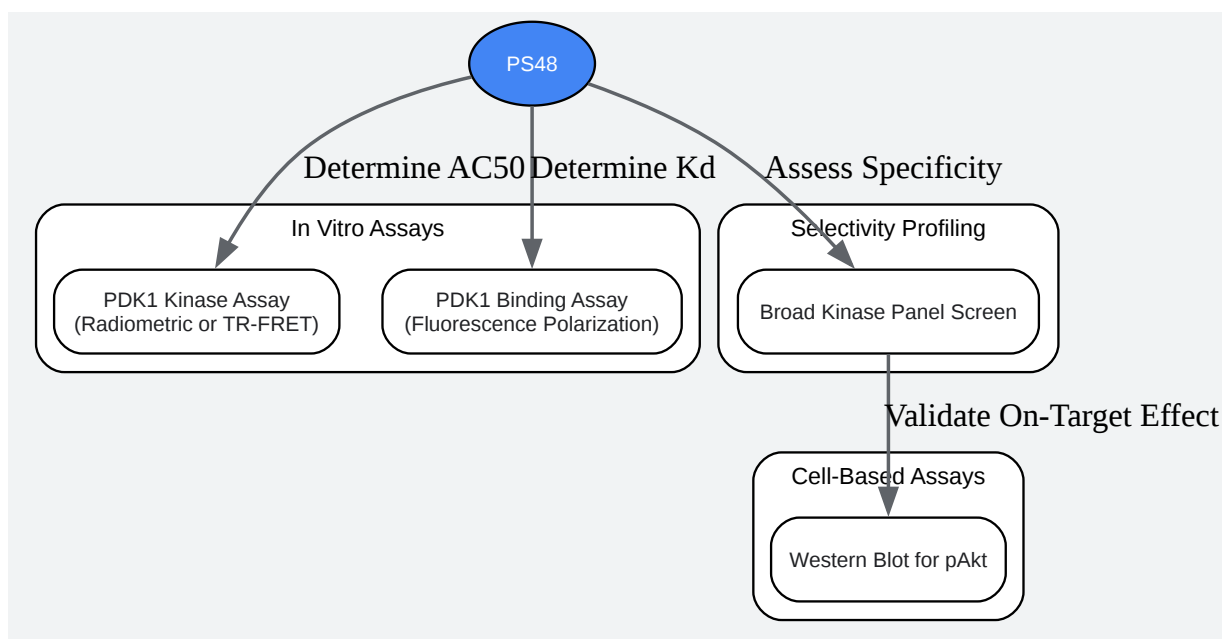 PS48
Determine AC50
Determine Kd
Assess Specificity
In Vitro Assays
Selectivity Profiling
PDK1 Kinase Assay
(Radiometric or TR-FRET)
PDK1 Binding Assay
(Fluorescence Polarization)
Broad Kinase Panel Screen
Validate On-Target Effect
Cell-Based Assays
Western Blot for pAkt